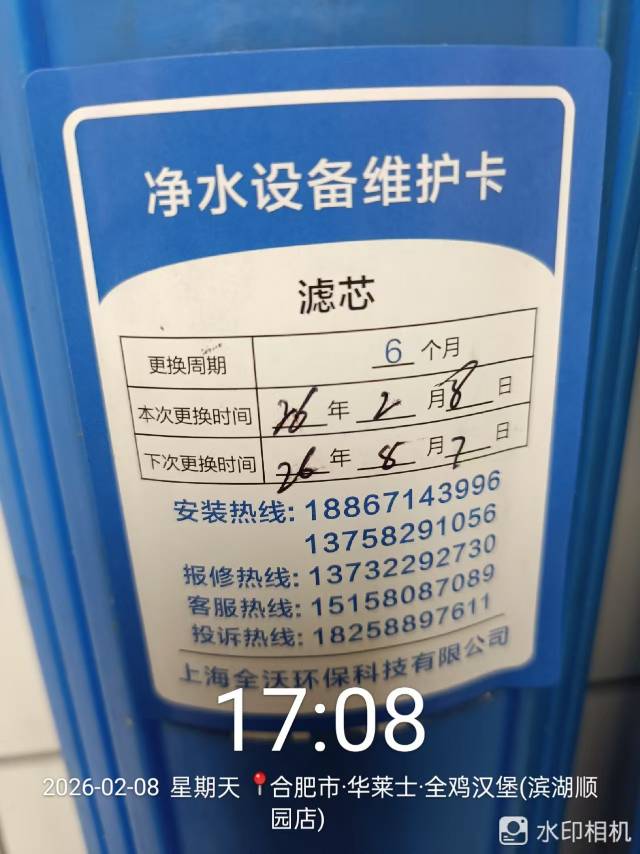 净水设备维护卡
滤芯
更换周期 6 个月
本次更换时间 26 年 2 月 8 日
下次更换时间 26 年 8 月 7 日
安装热线: 18867143996
13758291056
报修热线: 13732292730
客服热线: 15158087089
投诉热线: 18258897611
上海全沃环保科技有限公司
17:08
2026-02-08 星期天 合肥市·华莱士·全鸡汉堡(滨湖顺
园店)
水印相机